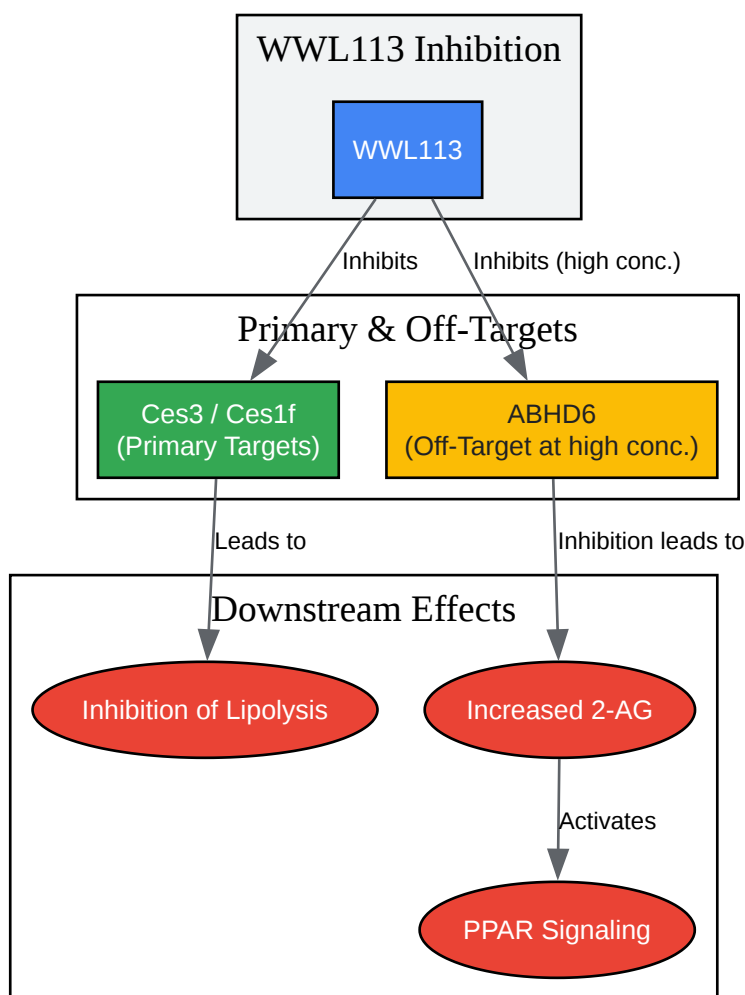 WWL113 Inhibition
WWL113
Inhibits
Inhibits (high conc.)
Primary & Off-Targets
Ces3 / Ces1f
(Primary Targets)
ABHD6
(Off-Target at high conc.)
Leads to
Inhibition leads to
Downstream Effects
Inhibition of Lipolysis
Increased 2-AG
Activates
PPAR Signaling